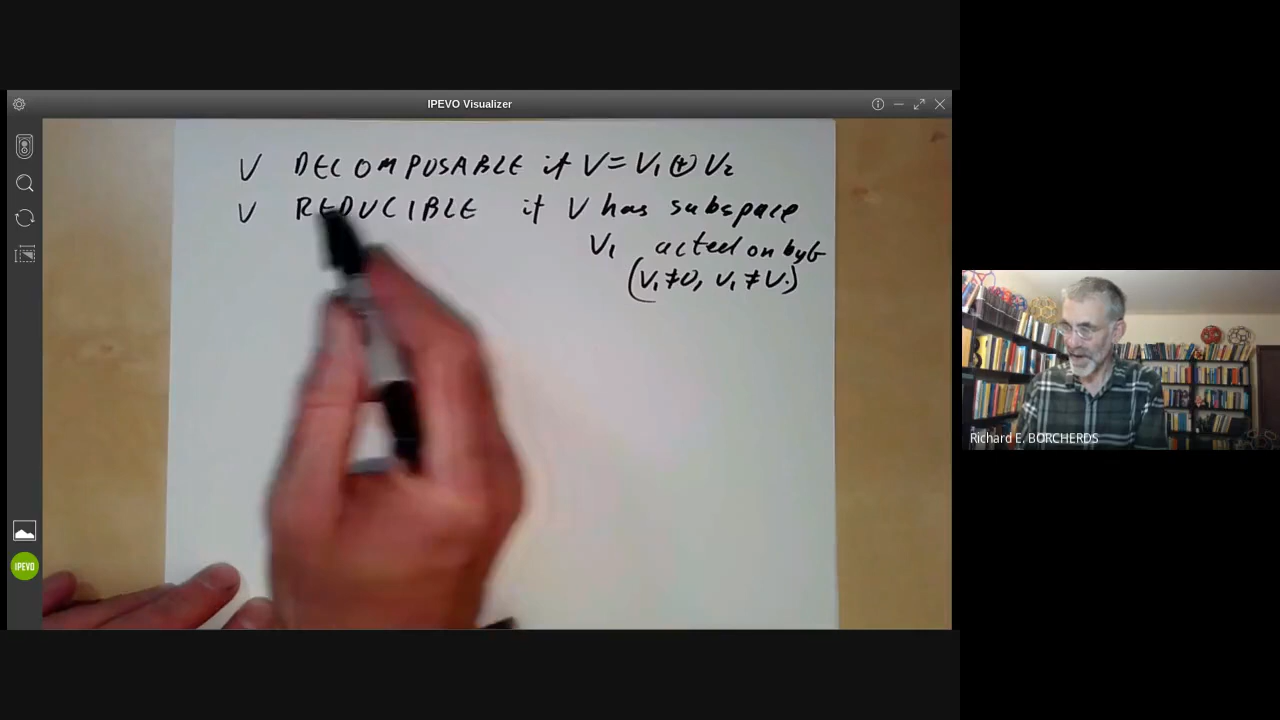 IPEVO Visualizer
V DECOMPOSABLE if V = V₁ ⊕ V₂
V REDUCIBLE if V has subspace
V₁ acted on by G
(V₁ ≠ 0, V₁ ≠ V.)
IPEVO
Richard E. BORCHERDS